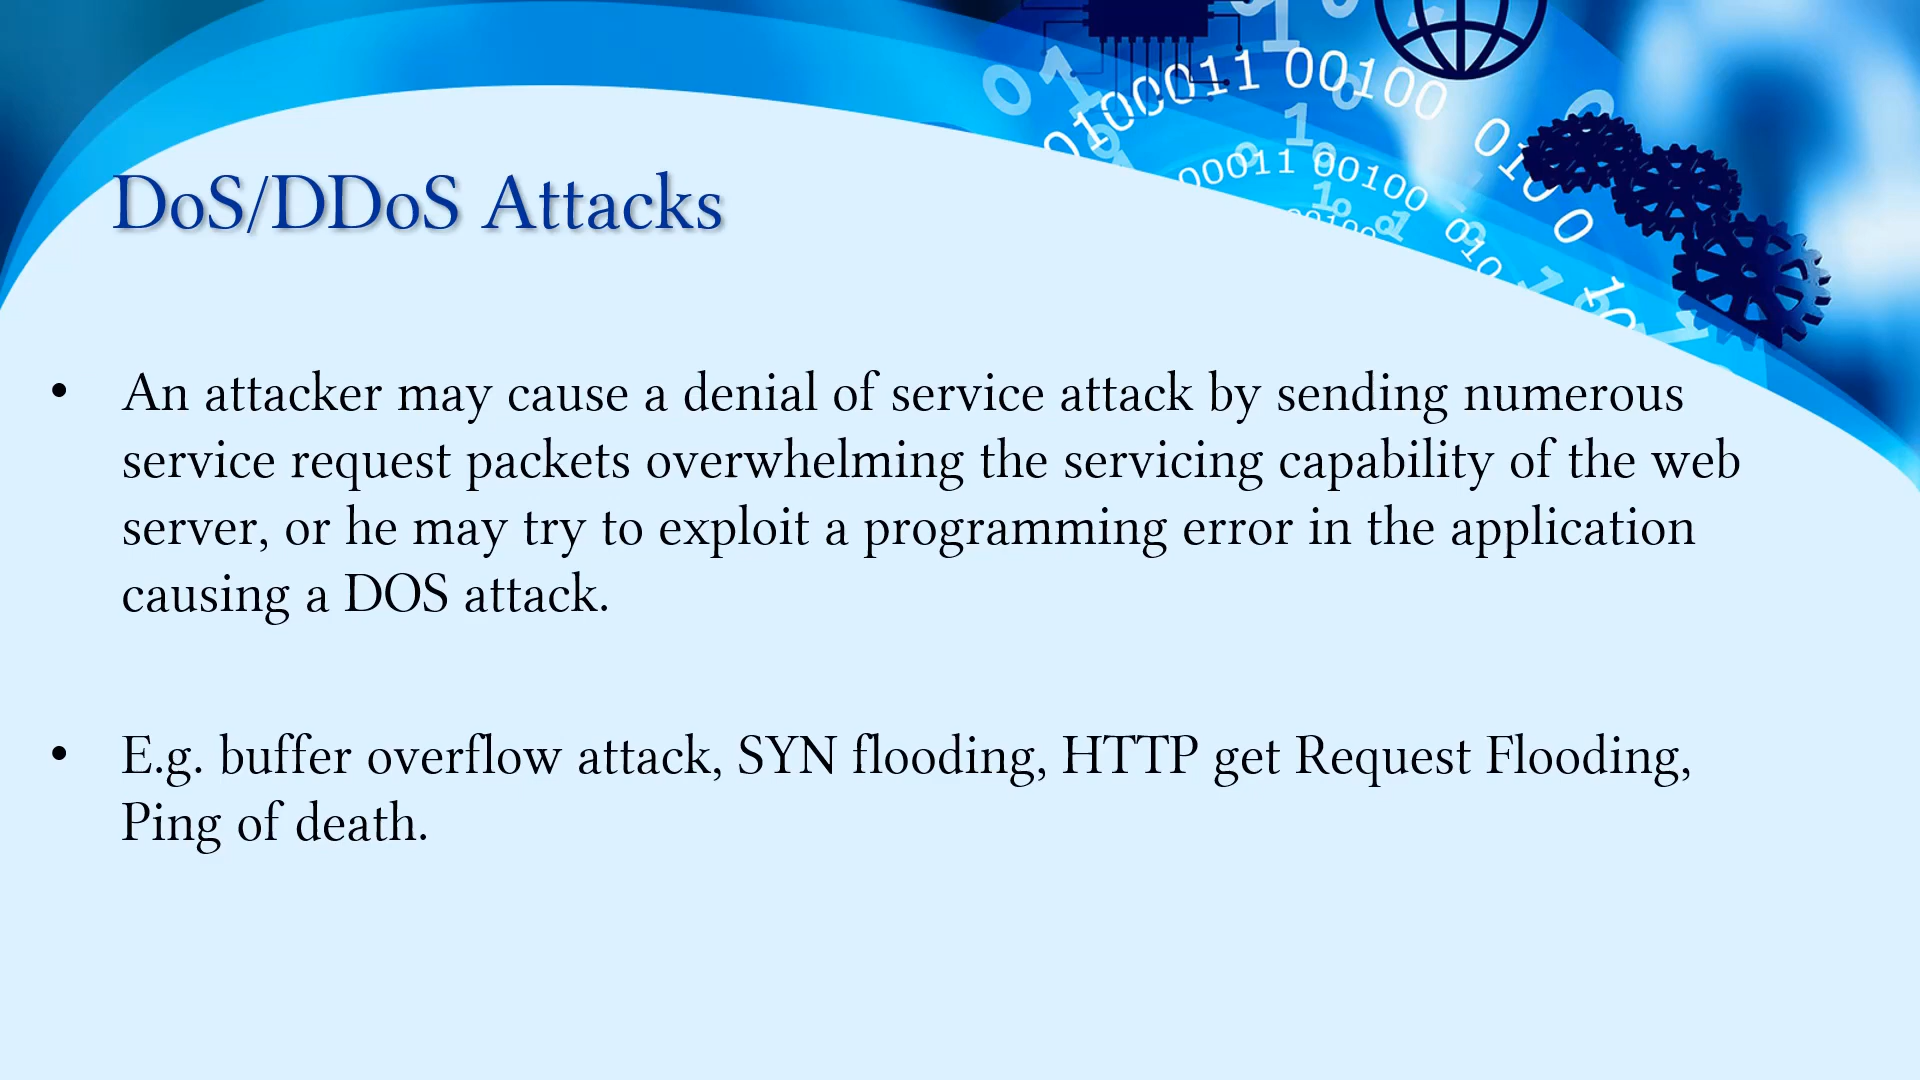 DoS/DDoS Attacks
• An attacker may cause a denial of service attack by sending numerous
service request packets overwhelming the servicing capability of the web
server, or he may try to exploit a programming error in the application
causing a DOS attack.
• E.g. buffer overflow attack, SYN flooding, HTTP get Request Flooding,
Ping of death.